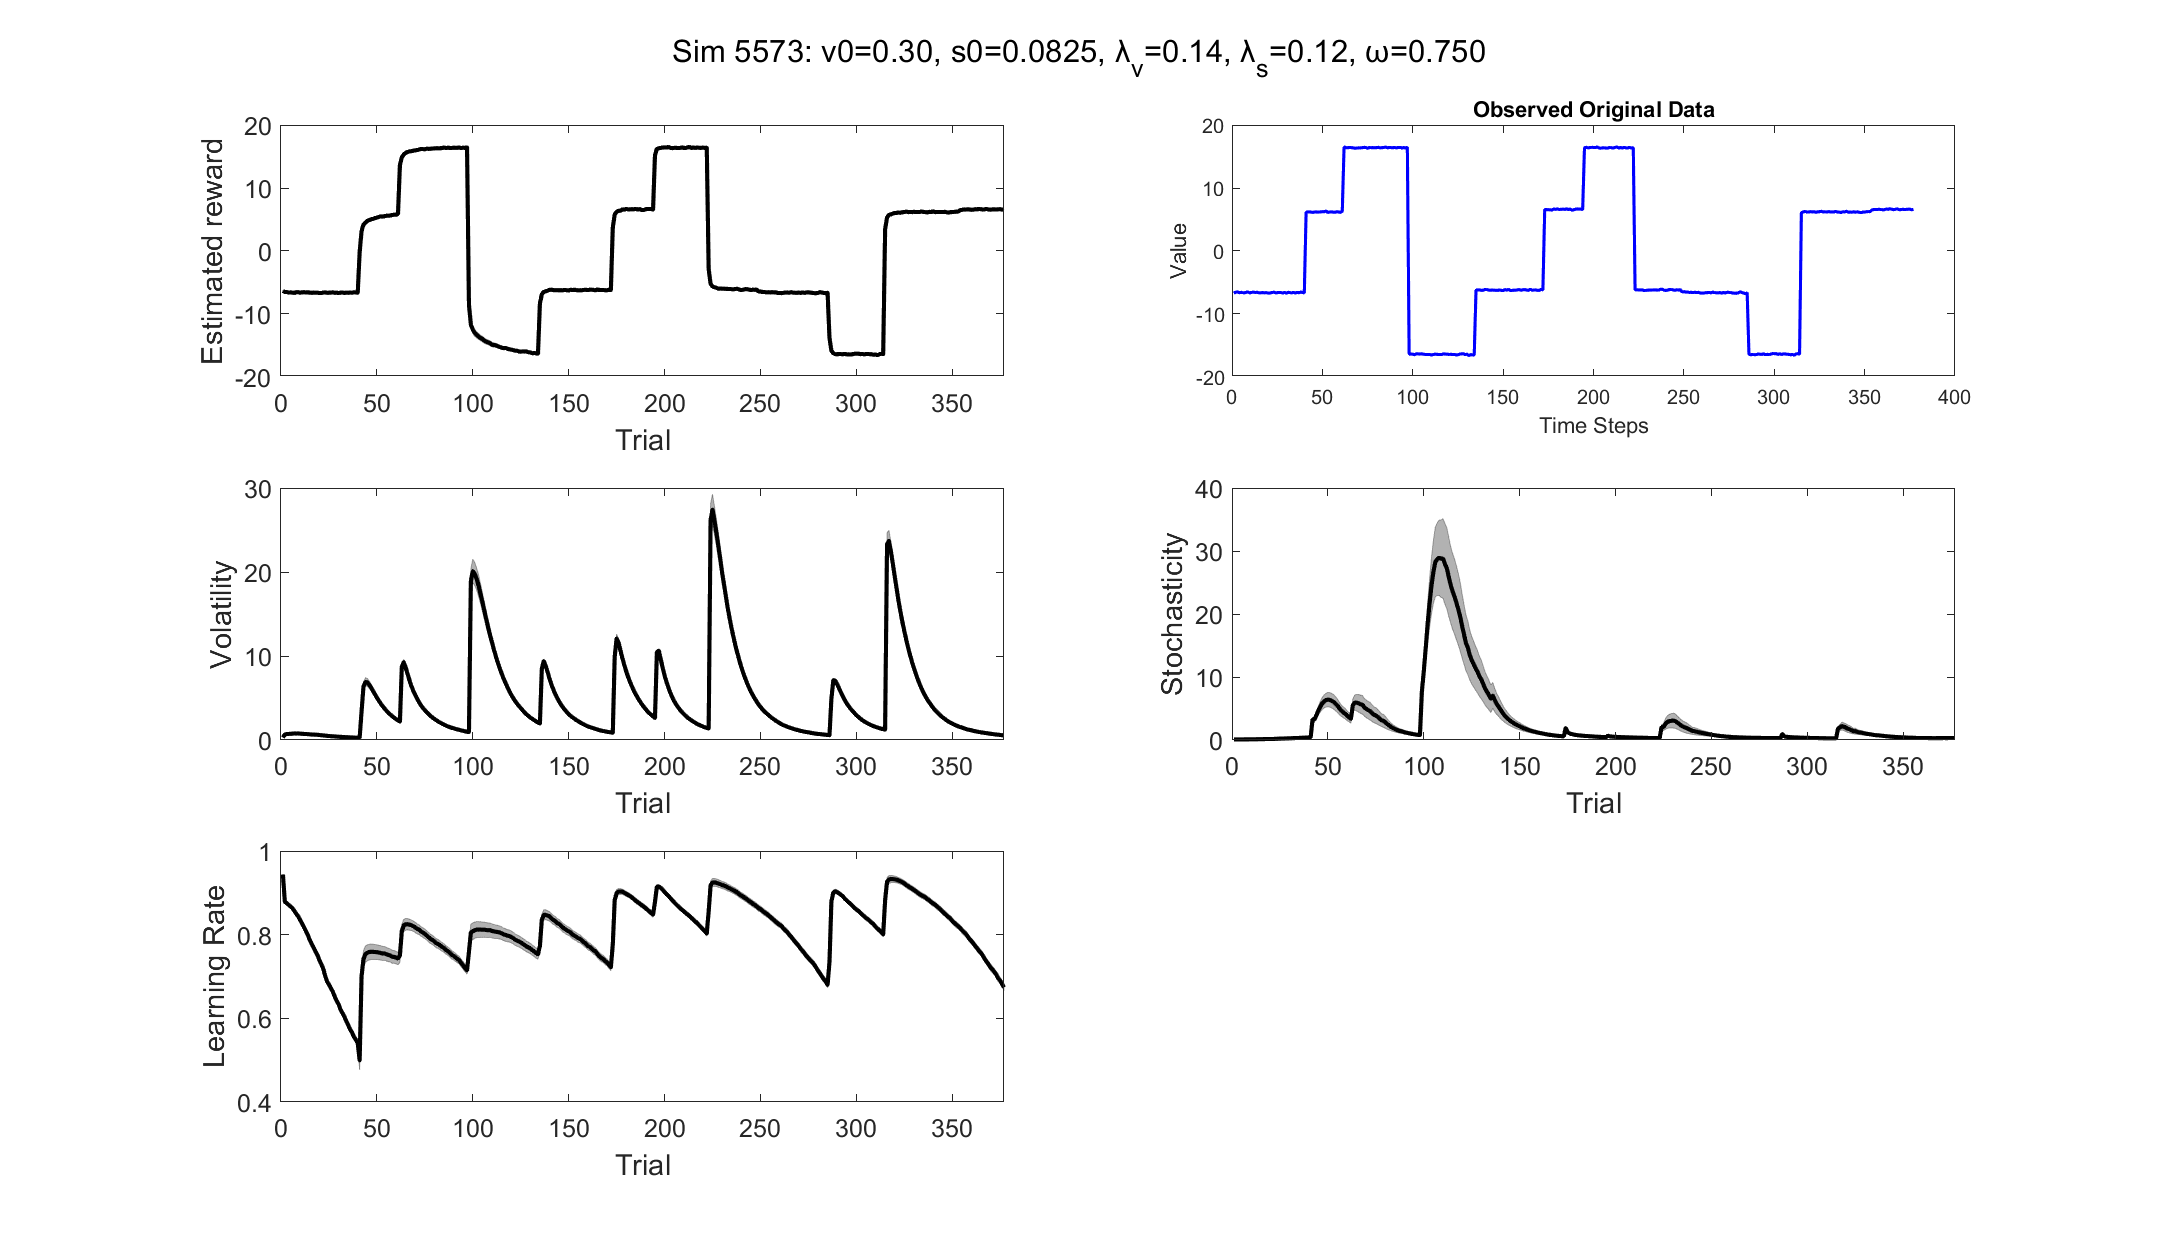 Sim 5573: v0=0.30, s0=0.0825, λv=0.14, λs=0.12, ω=0.750
Estimated reward
20
10
0
-10
-20
0 50 100 150 200 250 300 350
Trial
Observed Original Data
Value
20
10
0
-10
-20
0 50 100 150 200 250 300 350 400
Time Steps
Volatility
30
20
10
0
0 50 100 150 200 250 300 350
Trial
Stochasticity
40
30
20
10
0
0 50 100 150 200 250 300 350
Trial
Learning Rate
1
0.8
0.6
0.4
0 50 100 150 200 250 300 350
Trial